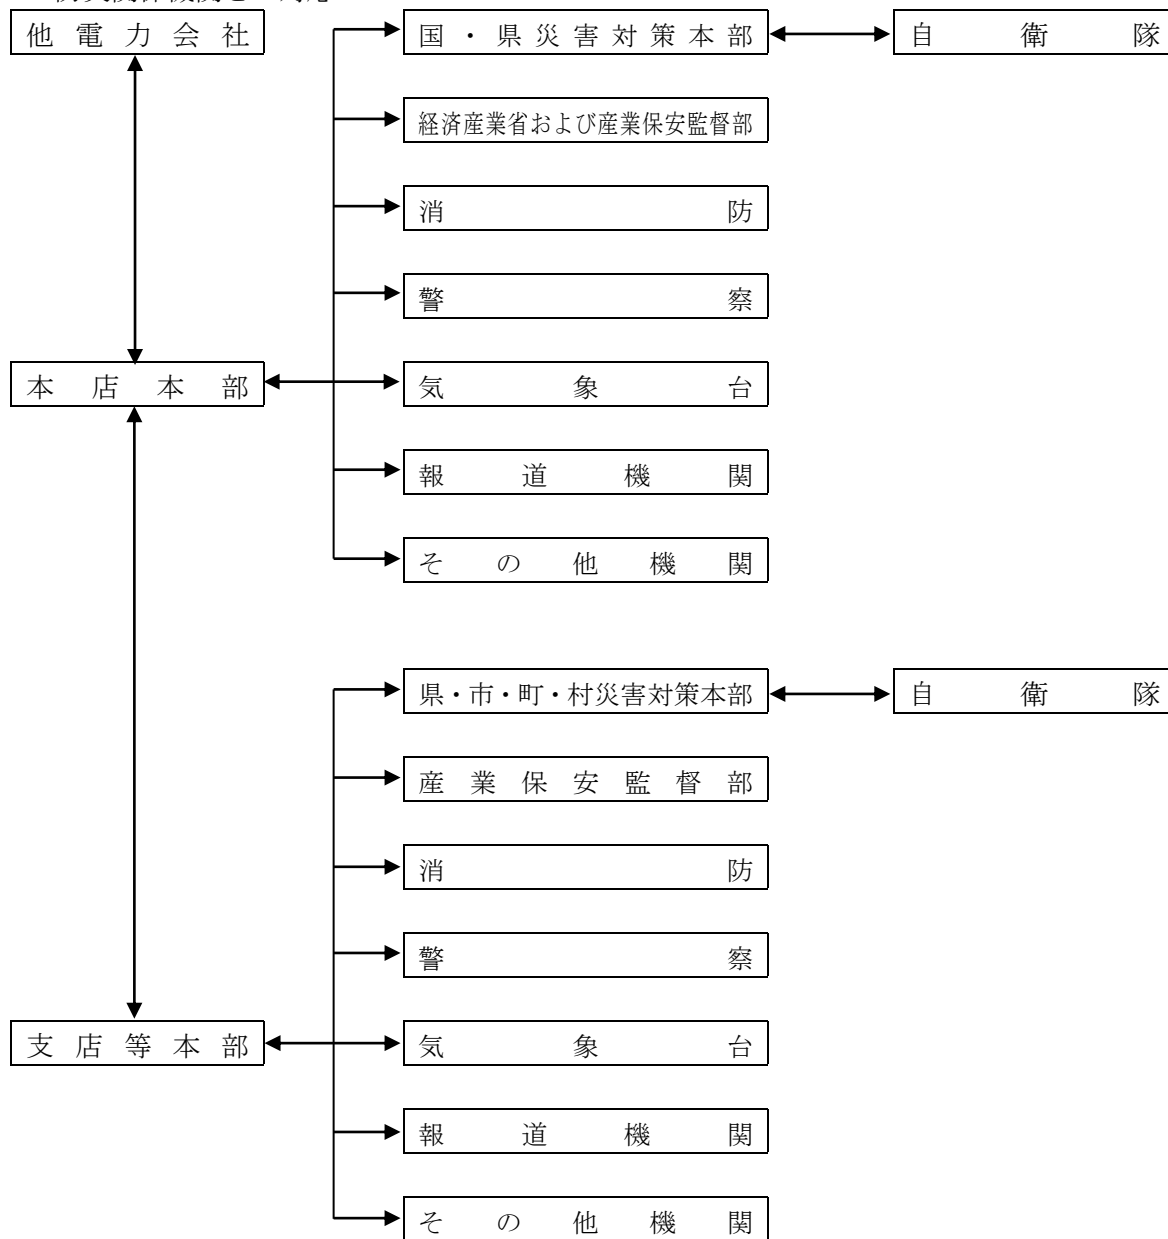 他電力会社
国・県災害対策本部
自衛隊
経済産業省および産業保安監督部
消防
警察
本店本部
気象台
報道機関
その他機関
県・市・町・村災害対策本部
自衛隊
産業保安監督部
消防
警察
支店等本部
気象台
報道機関
その他機関